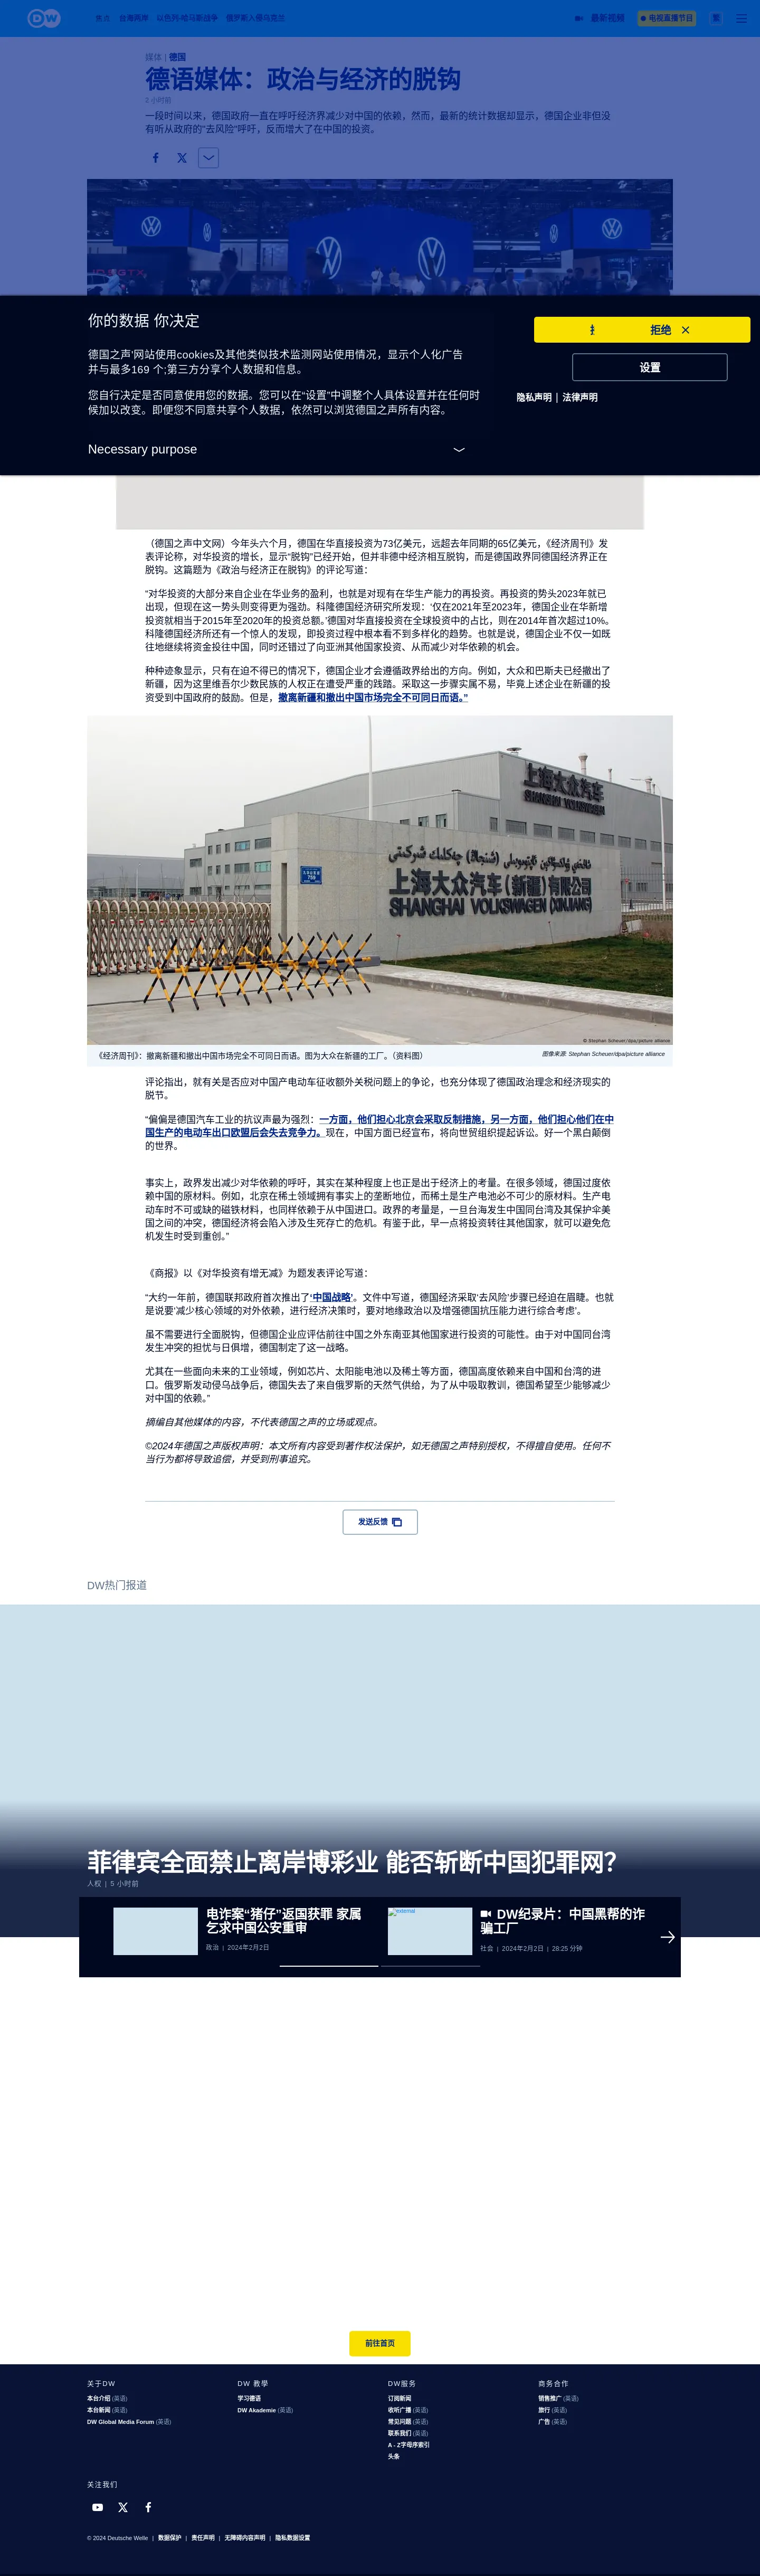 DW
焦点 台海两岸 以色列-哈马斯战争 俄罗斯入侵乌克兰 最新视频 电视直播节目 繁
媒体 | 德国
德语媒体：政治与经济的脱钩
2 小时前
一段时间以来，德国政府一直在呼吁经济界减少对中国的依赖，然而，最新的统计数据却显示，德国企业非但没
有听从政府的"去风险"呼吁，反而增大了在中国的投资。
你的数据 你决定
德国之声'网站使用cookies及其他类似技术监测网站使用情况，显示个人化广告
并与最多169 个;第三方分享个人数据和信息。
您自行决定是否同意使用您的数据。您可以在“设置”中调整个人具体设置并在任何时
候加以改变。即便您不同意共享个人数据，依然可以浏览德国之声所有内容。
Necessary purpose
拒绝
设置
隐私声明 | 法律声明
（德国之声中文网）今年头六个月，德国在华直接投资为73亿美元，远超去年同期的65亿美元，《经济周刊》发
表评论称，对华投资的增长，显示“脱钩”已经开始，但并非德中经济相互脱钩，而是德国政界同德国经济界正在
脱钩。这篇题为《政治与经济正在脱钩》的评论写道：
“对华投资的大部分来自企业在华业务的盈利，也就是对现有在华生产能力的再投资。再投资的势头2023年就已
出现，但现在这一势头则变得更为强劲。科隆德国经济研究所发现：‘仅在2021年至2023年，德国企业在华新增
投资就相当于2015年至2020年的投资总额。’德国对华直接投资在全球投资中的占比，则在2014年首次超过10%。
科隆德国经济所还有一个惊人的发现，即投资过程中根本看不到多样化的趋势。也就是说，德国企业不仅一如既
往地继续将资金投往中国，同时还错过了向亚洲其他国家投资、从而减少对华依赖的机会。
种种迹象显示，只有在迫不得已的情况下，德国企业才会遵循政界给出的方向。例如，大众和巴斯夫已经撤出了
新疆，因为这里维吾尔少数民族的人权正在遭受严重的践踏。采取这一步骤实属不易，毕竟上述企业在新疆的投
资受到中国政府的鼓励。但是，撤离新疆和撤出中国市场完全不可同日而语。”
上海大众汽车
SHANGHAI VOLKSWAGEN
上海大众汽车（新疆）有限公司
SHANGHAI VOLKSWAGEN (XINJIANG)
759
© Stephan Scheuer/dpa/picture alliance
《经济周刊》：撤离新疆和撤出中国市场完全不可同日而语。图为大众在新疆的工厂。（资料图）
图像来源: Stephan Scheuer/dpa/picture alliance
评论指出，就有关是否应对中国产电动车征收额外关税问题上的争论，也充分体现了德国政治理念和经济现实的
脱节。
“偏偏是德国汽车工业的抗议声最为强烈：一方面，他们担心北京会采取反制措施，另一方面，他们担心他们在中
国生产的电动车出口欧盟后会失去竞争力。现在，中国方面已经宣布，将向世贸组织提起诉讼。好一个黑白颠倒
的世界。
事实上，政界发出减少对华依赖的呼吁，其实在某种程度上也正是出于经济上的考量。在很多领域，德国过度依
赖中国的原材料。例如，北京在稀土领域拥有事实上的垄断地位，而稀土是生产电池必不可少的原材料。生产电
动车时不可或缺的磁铁材料，也同样依赖于从中国进口。政界的考量是，一旦台海发生中国同台湾及其保护伞美
国之间的冲突，德国经济将会陷入涉及生死存亡的危机。有鉴于此，早一点将投资转往其他国家，就可以避免危
机发生时受到重创。”
《商报》以《对华投资有增无减》为题发表评论写道：
“大约一年前，德国联邦政府首次推出了‘中国战略’。文件中写道，德国经济采取‘去风险’步骤已经迫在眉睫。也就
是说要‘减少核心领域的对外依赖，进行经济决策时，要对地缘政治以及增强德国抗压能力进行综合考虑’。
虽不需要进行全面脱钩，但德国企业应评估前往中国之外东南亚其他国家进行投资的可能性。由于对中国同台湾
发生冲突的担忧与日俱增，德国制定了这一战略。
尤其在一些面向未来的工业领域，例如芯片、太阳能电池以及稀土等方面，德国高度依赖来自中国和台湾的进
口。俄罗斯发动侵乌战争后，德国失去了来自俄罗斯的天然气供给，为了从中吸取教训，德国希望至少能够减少
对中国的依赖。”
摘编自其他媒体的内容，不代表德国之声的立场或观点。
©2024年德国之声版权声明：本文所有内容受到著作权法保护，如无德国之声特别授权，不得擅自使用。任何不
当行为都将导致追偿，并受到刑事追究。
发送反馈
DW热门报道
菲律宾全面禁止离岸博彩业 能否斩断中国犯罪网？
人权 | 5 小时前
电诈案“猪仔”返国获罪 家属
乞求中国公安重审
政治 | 2024年2月2日
external
DW纪录片：中国黑帮的诈
骗工厂
社会 | 2024年2月2日 | 28:25 分钟
前往首页
关于DW
本台介绍 (英语)
本台新闻 (英语)
DW Global Media Forum (英语)
DW 教學
学习德语
DW Akademie (英语)
DW服务
订阅新闻
收听广播 (英语)
常见问题 (英语)
联系我们 (英语)
A - Z字母序索引
头条
商务合作
销售推广 (英语)
旅行 (英语)
广告 (英语)
关注我们
© 2024 Deutsche Welle | 数据保护 | 责任声明 | 无障碍内容声明 | 隐私数据设置